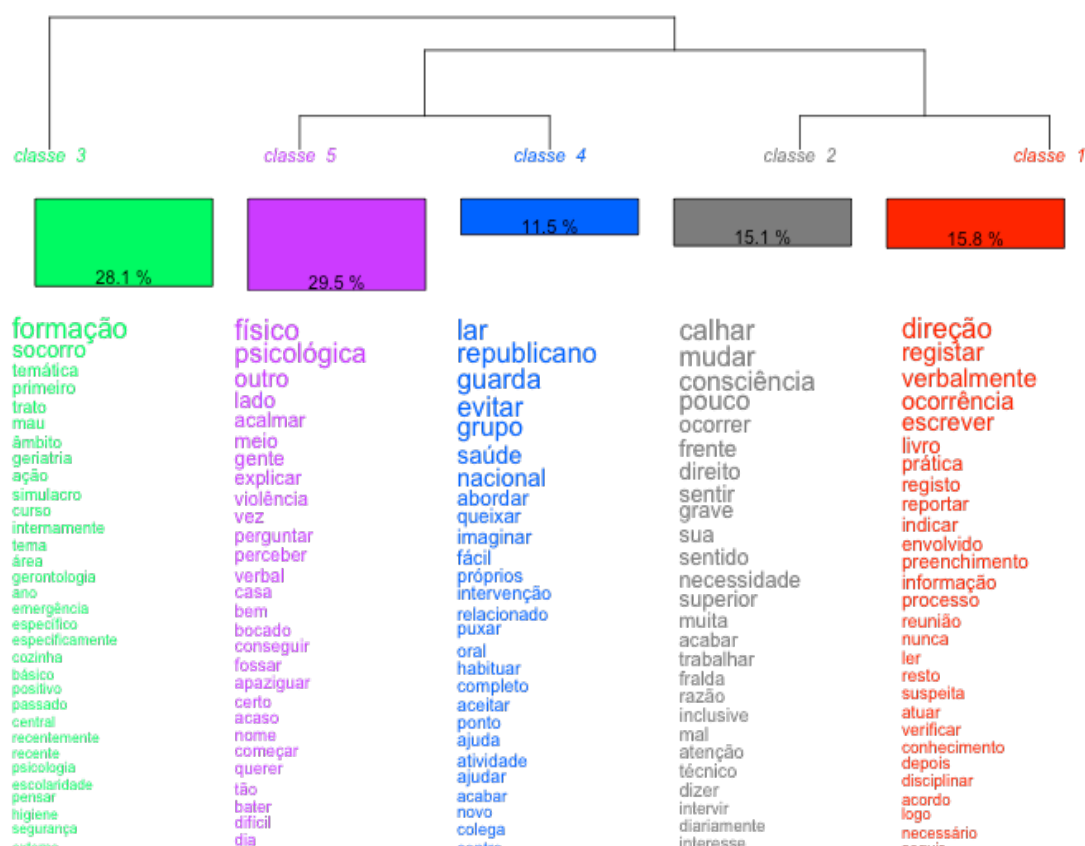 classe 3
classe 5
classe 4
classe 2
classe 1
28.1 %
29.5 %
11.5 %
15.1 %
15.8 %
formação
socorro
temática
primeiro
trato
mau
âmbito
geriatria
ação
simulacro
curso
internamente
tema
área
gerontologia
ano
emergência
específico
especificamente
cozinha
básico
positivo
passado
central
recentemente
recente
psicologia
escolaridade
pensar
higiene
segurança
físico
psicológica
outro
lado
acalmar
meio
gente
explicar
violência
vez
perguntar
perceber
verbal
casa
bem
bocado
conseguir
fossar
apaziguar
certo
acaso
nome
começar
querer
tão
bater
difícil
dia
lar
republicano
guarda
evitar
grupo
saúde
nacional
abordar
queixar
imaginar
fácil
próprios
intervenção
relacionado
puxar
oral
habituar
completo
aceitar
ponto
ajuda
atividade
ajudar
acabar
novo
colega
calhar
mudar
consciência
pouco
ocorrer
frente
direito
sentir
grave
sua
sentido
necessidade
superior
muita
acabar
trabalhar
fralda
razão
inclusive
mal
atenção
técnico
dizer
intervir
diariamente
interesse
direção
registar
verbalmente
ocorrência
escrever
livro
prática
registo
reportar
indicar
envolvido
preenchimento
informação
processo
reunião
nunca
ler
resto
suspeita
atuar
verificar
conhecimento
depois
disciplinar
acordo
logo
necessário